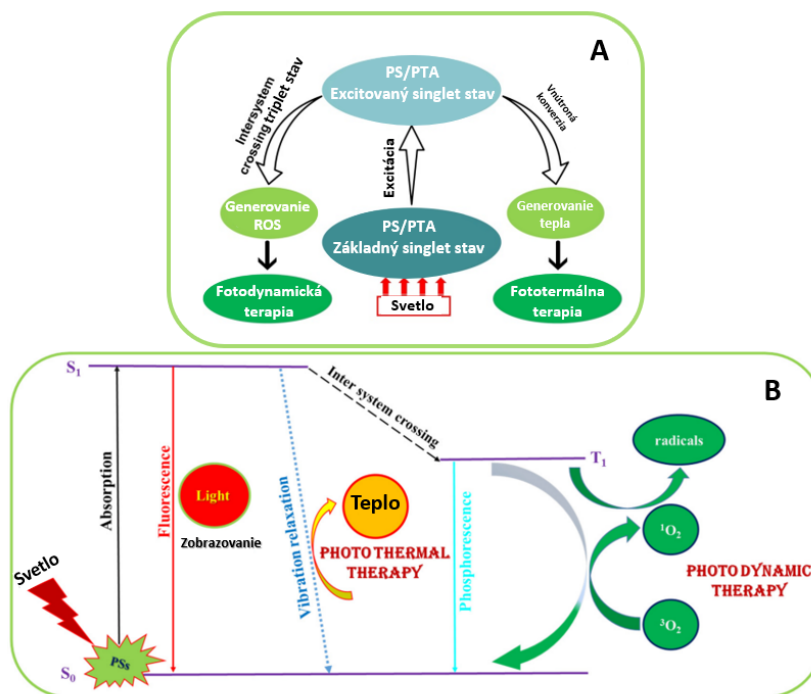 A
PS/PTA
Excitovaný singlet stav
Intersystem
crossing triplet stav
Vnútroná
konverzia
Excitácia
Generovanie
ROS
PS/PTA
Základný singlet stav
Generovanie
tepla
Fotodynamická
terapia
Svetlo
Fototermálna
terapia
B
S1
Inter system crossing
radicals
T1
Absorption
Fluorescence
Light
Zobrazovanie
Vibration relaxation
Teplo
PHOTO THERMAL
THERAPY
Phosphorescence
¹O₂
PHOTO DYNAMIC
THERAPY
³O₂
Svetlo
PSs
S0